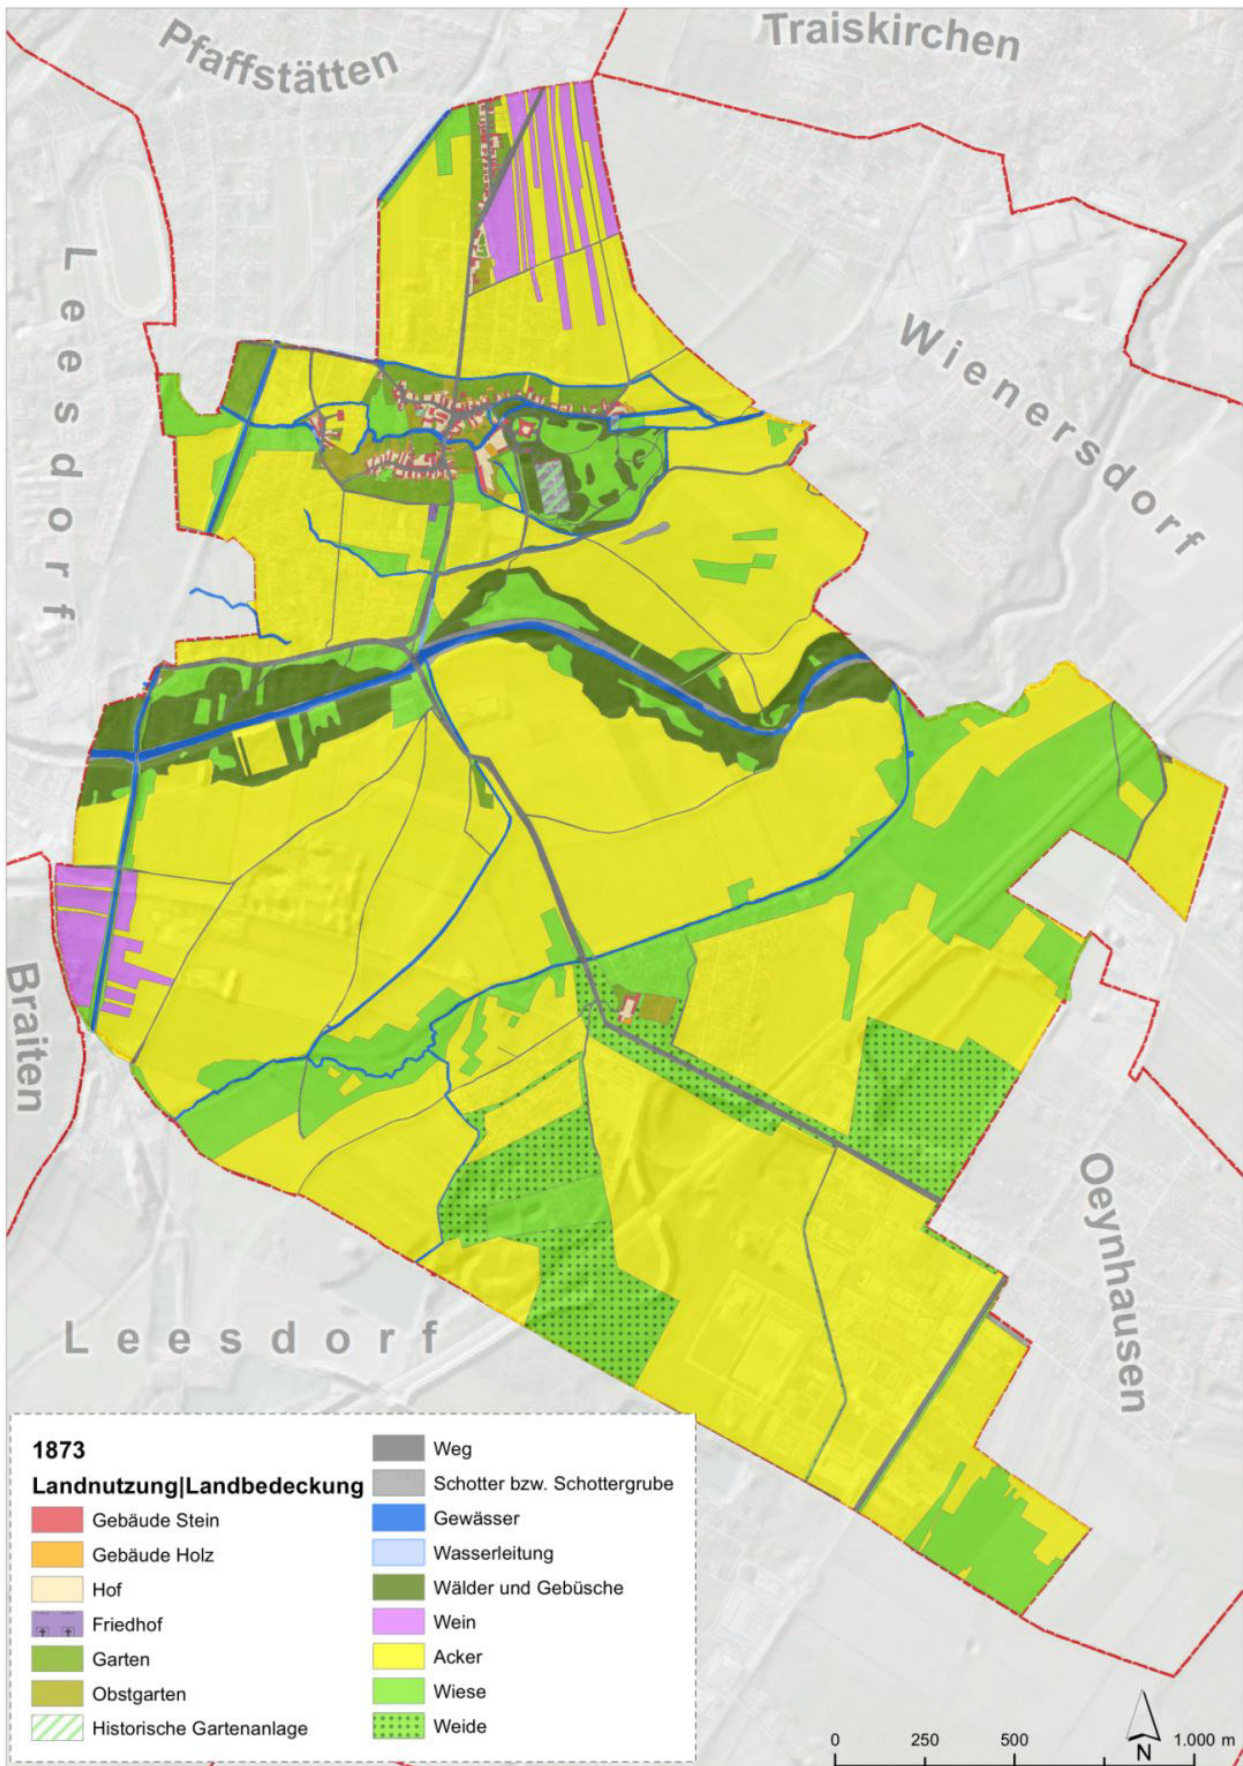 Pfaffstätten
Traiskirchen
Leesdorf
Wienersdorf
Braiten
Oeynhausen
Leesdorf
1873
Landnutzung|Landbedeckung
Gebäude Stein
Gebäude Holz
Hof
Friedhof
Garten
Obstgarten
Historische Gartenanlage
Weg
Schotter bzw. Schottergrube
Gewässer
Wasserleitung
Wälder und Gebüsche
Wein
Acker
Wiese
Weide
N
0 250 500 1.000 m